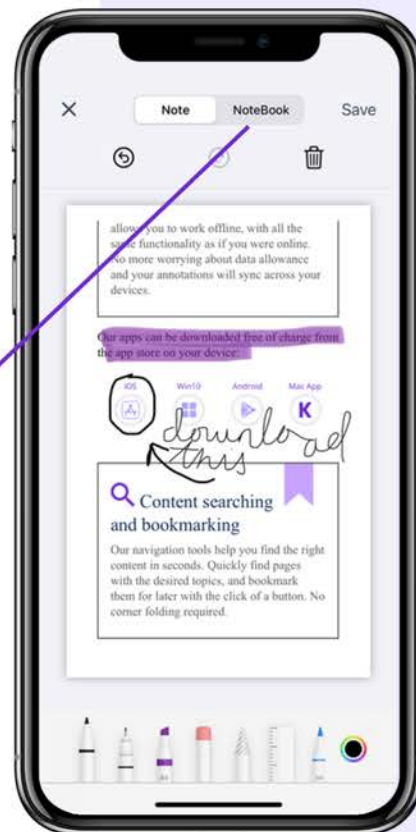 Note NoteBook Save
allows you to work offline, with all the
same functionality as if you were online.
No more worrying about data allowance
and your annotations will sync across your
devices.
Our apps can be downloaded free of charge from
the app store on your device:
iOS Win10 Android Mac App
K
download
this
Content searching
and bookmarking
Our navigation tools help you find the right
content in seconds. Quickly find pages
with the desired topics, and bookmark
them for later with the click of a button. No
corner folding required.